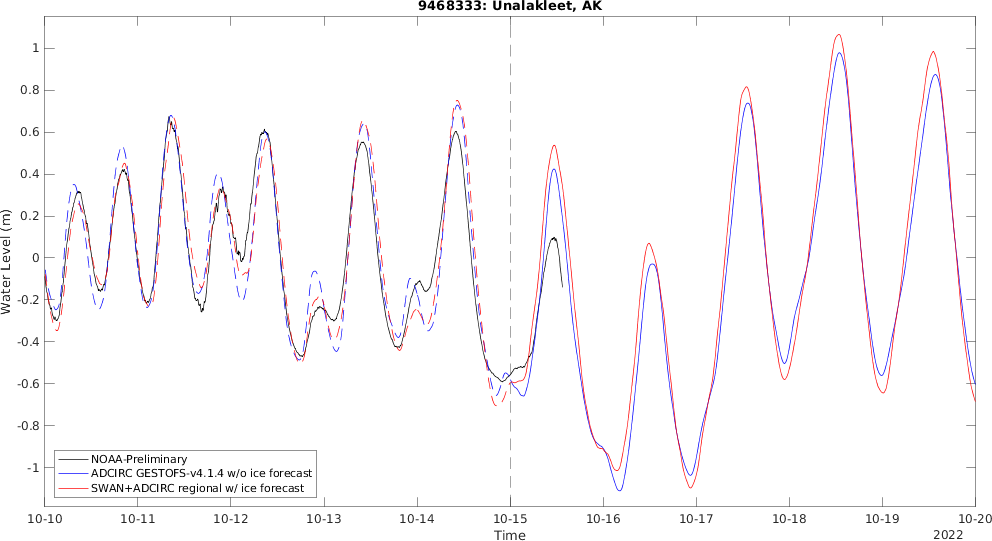 9468333: Unalakleet, AK
Water Level (m)
1
0.8
0.6
0.4
0.2
0
-0.2
-0.4
-0.6
-0.8
-1
NOAA-Preliminary
ADCIRC GESTOFS-v4.1.4 w/o ice forecast
SWAN+ADCIRC regional w/ ice forecast
10-10 10-11 10-12 10-13 10-14 10-15 10-16 10-17 10-18 10-19 10-20
Time
2022